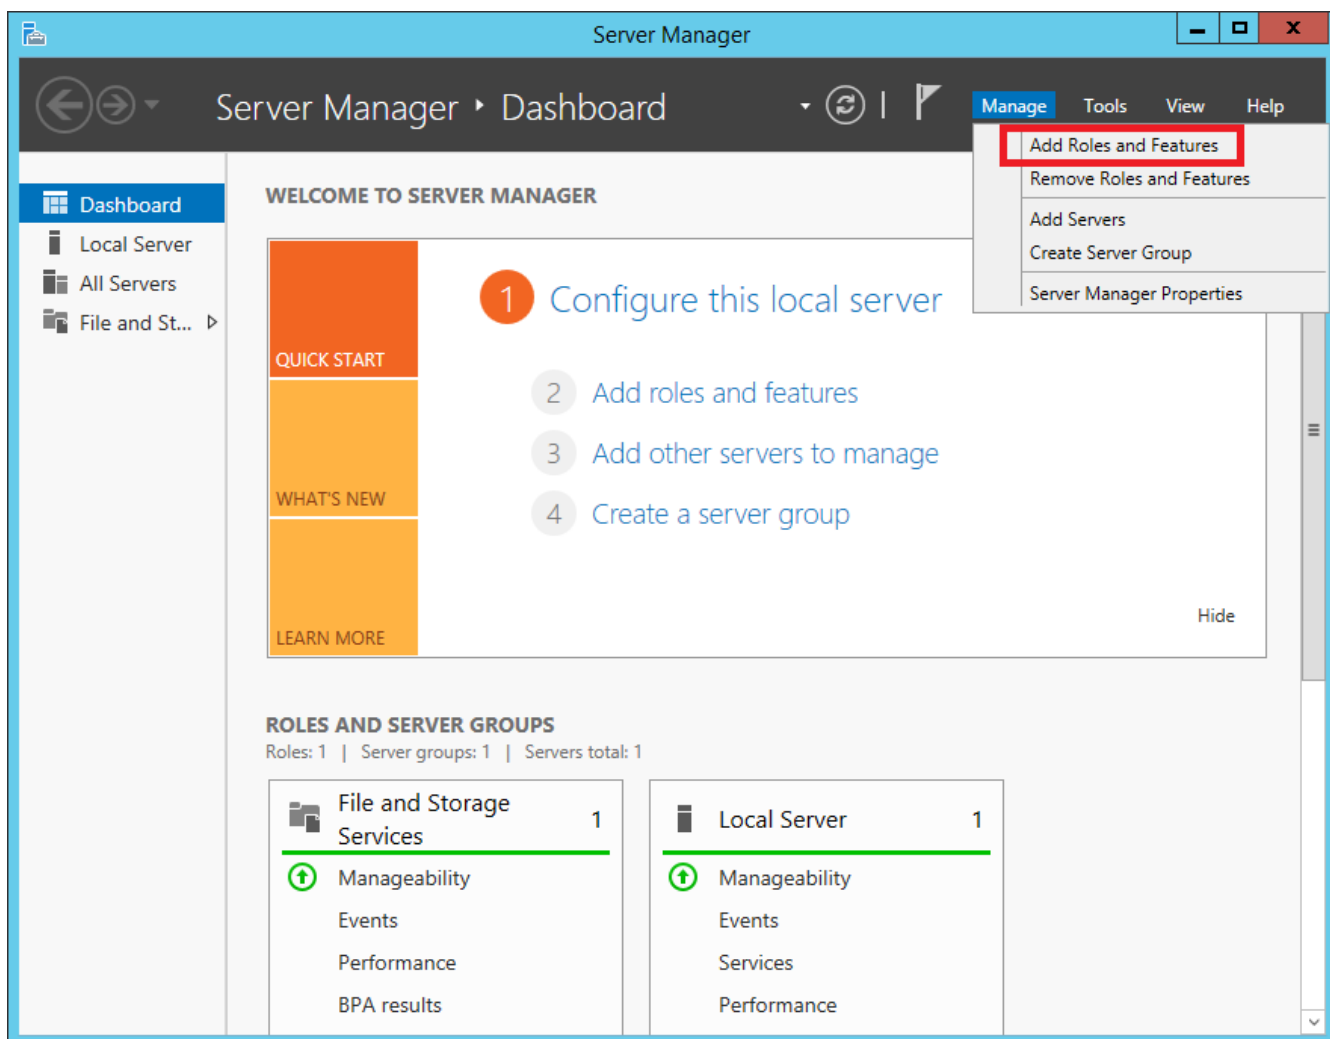 Server Manager
Server Manager ‣ Dashboard
Manage Tools View Help
Add Roles and Features
Remove Roles and Features
Add Servers
Create Server Group
Server Manager Properties
Dashboard
Local Server
All Servers
File and St...
WELCOME TO SERVER MANAGER
QUICK START
WHAT'S NEW
LEARN MORE
1 Configure this local server
2 Add roles and features
3 Add other servers to manage
4 Create a server group
Hide
ROLES AND SERVER GROUPS
Roles: 1 | Server groups: 1 | Servers total: 1
File and Storage
Services 1
Manageability
Events
Performance
BPA results
Local Server 1
Manageability
Events
Services
Performance